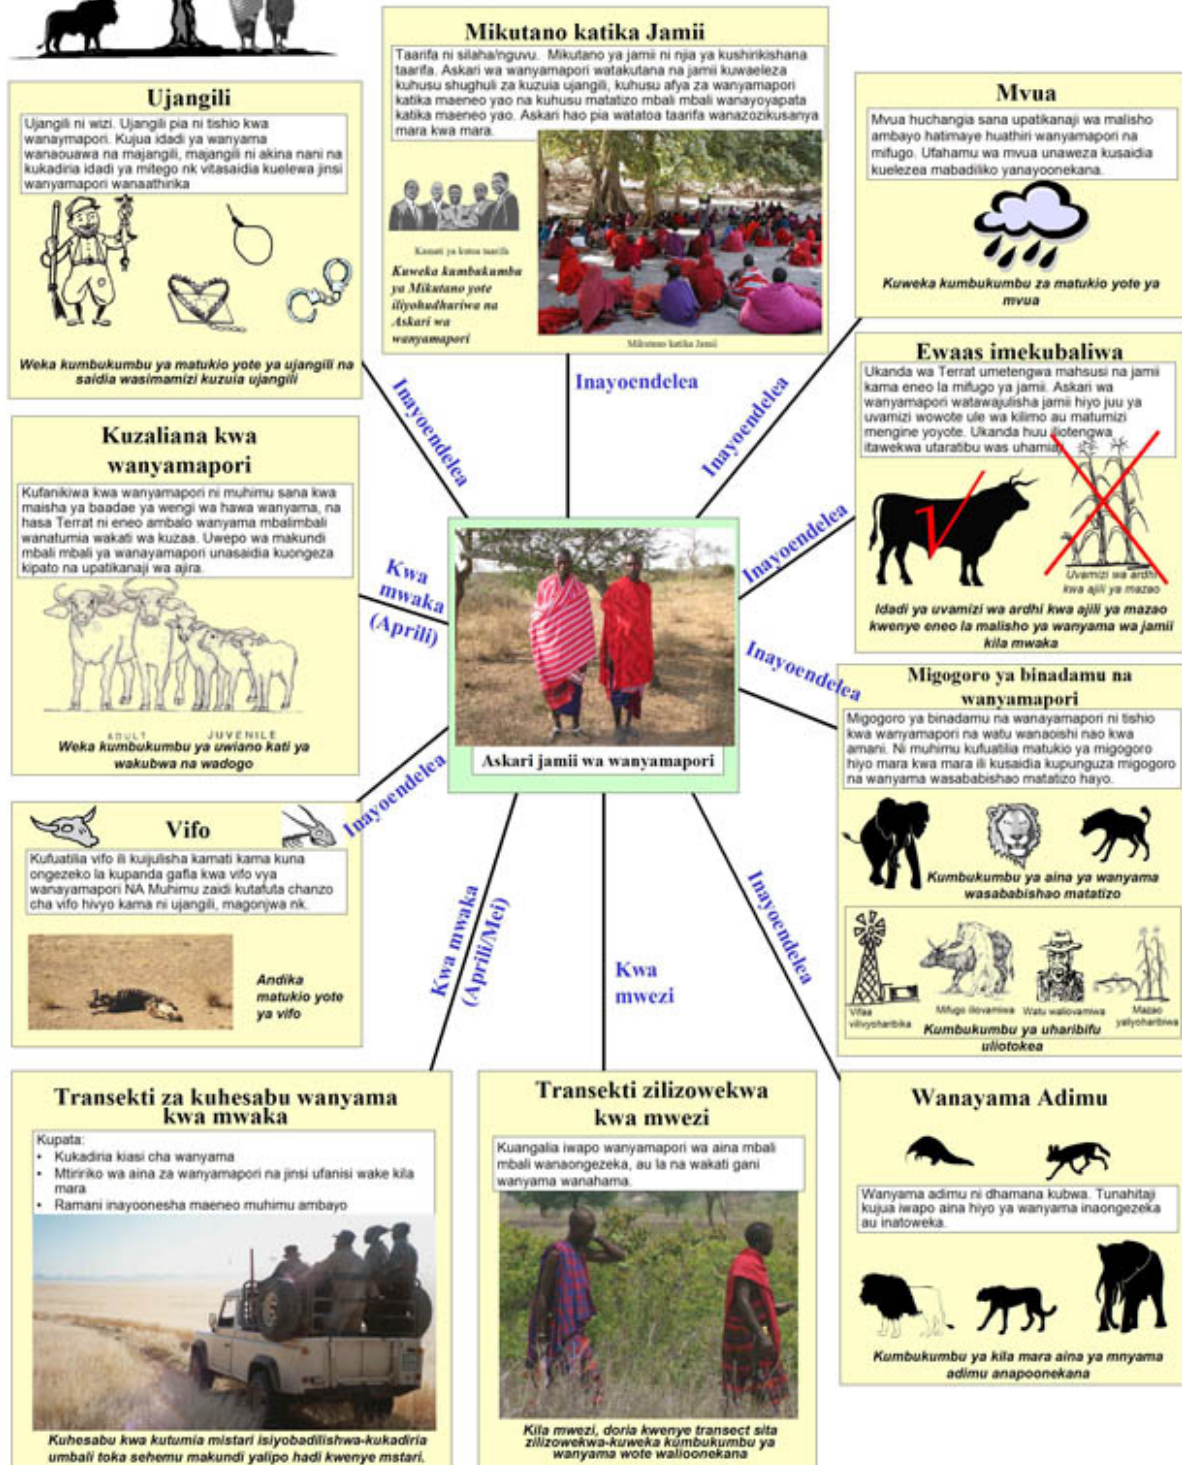 Mikutano katika Jamii
Taarifa ni silaha/nguvu. Mikutano ya jamii ni njia ya kushirikishana
taarifa. Askari wa wanyamapori watakutana na jamii kuwaeleza
kuhusu shughuli za kuzuia ujangili, kuhusu afya za wanyamapori
katika maeneo yao na kuhusu matatizo mbali mbali wanayoyapata
katika maeneo yao. Askari hao pia watatoa taarifa wanazozikusanya
mara kwa mara.
Kamati ya kutoa taarifa
Kuweka kumbukumbu
ya Mikutano yote
iliyohudhuriwa na
Askari wa
wanyamapori
Mikutano katika Jamii
Ujangili
Ujangili ni wizi. Ujangili pia ni tishio kwa
wanaymapori. Kujua idadi ya wanyama
wanaouawa na majangili, majangili ni akina nani na
kukadiria idadi ya mitego nk vitasaidia kuelewa jinsi
wanyamapori wanaathirika
Weka kumbukumbu ya matukio yote ya ujangili na
saidia wasimamizi kuzuia ujangili
Mvua
Mvua huchangia sana upatikanaji wa malisho
ambayo hatimaye huathiri wanyamapori na
mifugo. Ufahamu wa mvua unaweza kusaidia
kuelezea mabadiliko yanayoonekana.
Kuweka kumbukumbu za matukio yote ya
mvua
Ewaas imekubaliwa
Ukanda wa Terrat umetengwa mahsusi na jamii
kama eneo la mifugo ya jamii. Askari wa
wanyamapori watawajulisha jamii hiyo juu ya
uvamizi wowote ule wa kilimo au matumizi
mengine yoyote. Ukanda huu iliotengwa
itawekwa utaratibu was uhamiaji
Uvamizi wa ardhi
kwa ajili ya mazao
Idadi ya uvamizi wa ardhi kwa ajili ya mazao
kwenye eneo la malisho ya wanyama wa jamii
kila mwaka
Kuzaliana kwa
wanyamapori
Kufanikiwa kwa wanyamapori ni muhimu sana kwa
maisha ya baadae ya wengi wa hawa wanyama, na
hasa Terrat ni eneo ambalo wanyama mbalimbali
wanatumia wakati wa kuzaa. Uwepo wa makundi
mbali mbali ya wanayamapori unasaidia kuongeza
kipato na upatikanaji wa ajira.
ADULT JUVENILE
Weka kumbukumbu ya uwiano kati ya
wakubwa na wadogo
Inayoendelea
Inayoendelea
Inayoendelea
Inayoendelea
Kwa
mwaka
(Aprili)
Inayoendelea
Askari jamii wa wanyamapori
Inayoendelea
Kwa mwaka
(Aprili/Mei)
Kwa
mwezi
Inayoendelea
Migogoro ya binadamu na
wanyamapori
Migogoro ya binadamu na wanayamapori ni tishio
kwa wanyamapori na watu wanaoishi nao kwa
amani. Ni muhimu kufuatilia matukio ya migogoro
hiyo mara kwa mara ili kusaidia kupunguza migogoro
na wanyama wasababishao matatizo hayo.
Kumbukumbu ya aina ya wanyama
wasababishao matatizo
Vifaa
vilivyoharibika
Mifugo iliovamiwa
Watu waliovamiwa
Mazao
yaliyoharibiwa
Kumbukumbu ya uharibifu
uliotokea
Vifo
Kufuatilia vifo ili kuijulisha kamati kama kuna
ongezeko la kupanda gafla kwa vifo vya
wanayamapori NA Muhimu zaidi kutafuta chanzo
cha vifo hivyo kama ni ujangili, magonjwa nk.
Andika
matukio yote
ya vifo
Transekti za kuhesabu wanyama
kwa mwaka
Kupata:
• Kukadiria kiasi cha wanyama
• Mtiririko wa aina za wanyamapori na jinsi ufanisi wake kila
mara
• Ramani inayoonesha maeneo muhimu ambayo
Kuhesabu kwa kutumia mistari isiyobadilishwa-kukadiria
umbali toka sehemu makundi yalipo hadi kwenye mstari.
Transekti zilizowekwa
kwa mwezi
Kuangalia iwapo wanyamapori wa aina mbali
mbali wanaongezeka, au la na wakati gani
wanyama wanahama.
Kila mwezi, doria kwenye transect sita
zilizowekwa-kuweka kumbukumbu ya
wanyama wote walioonekana
Wanayama Adimu
Wanyama adimu ni dhamana kubwa. Tunahitaji
kujua iwapo aina hiyo ya wanyama inaongezeka
au inatoweka.
Kumbukumbu ya kila mara aina ya mnyama
adimu anapoonekana